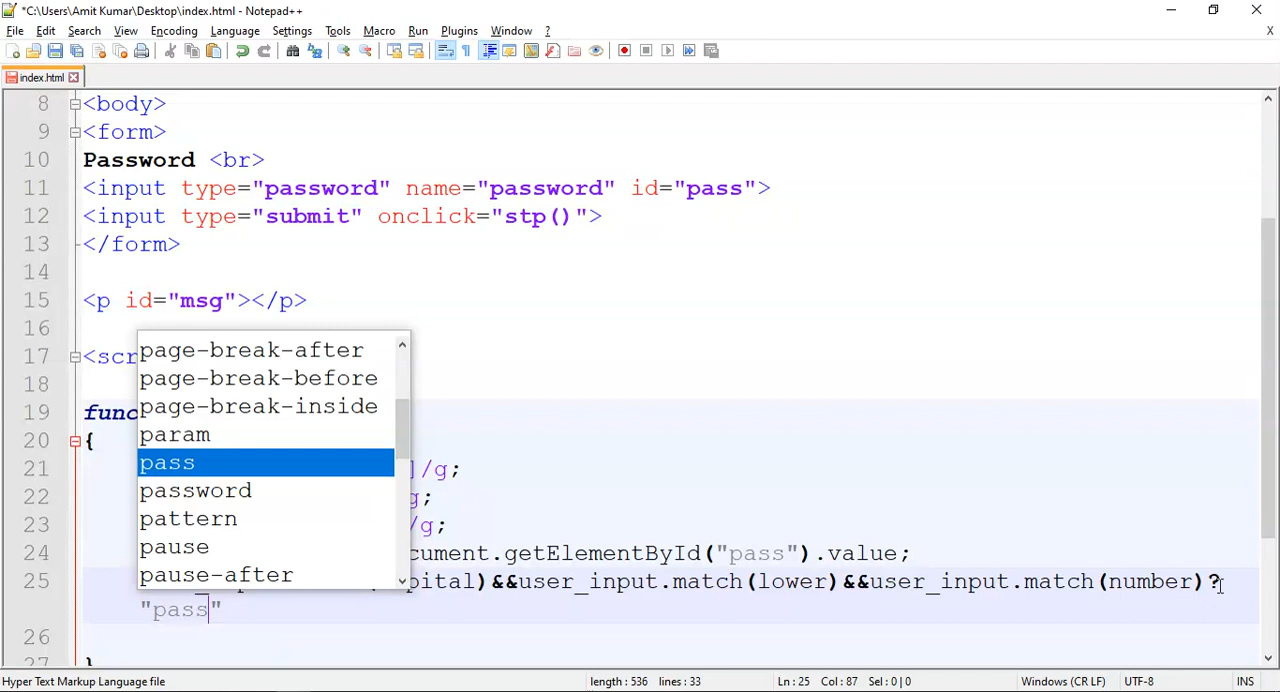 *C:\Users\Amit Kumar\Desktop\index.html - Notepad++
File Edit Search View Encoding Language Settings Tools Macro Run Plugins Window ? X
index.html
8 <body>
9 <form>
10 Password <br>
11 <input type="password" name="password" id="pass">
12 <input type="submit" onclick="stp()">
13 </form>
14
15 <p id="msg"></p>
16
17 <scr
18
19 func
20 {
21 ]/g;
22 g;
23 /g;
24 cument.getElementById("pass").value;
25 pital)&&user_input.match(lower)&&user_input.match(number)?
"pass"
26
27 }
page-break-after
page-break-before
page-break-inside
param
pass
password
pattern
pause
pause-after
Hyper Text Markup Language file length : 536 lines : 33 Ln : 25 Col : 87 Sel : 0 | 0 Windows (CR LF) UTF-8 INS